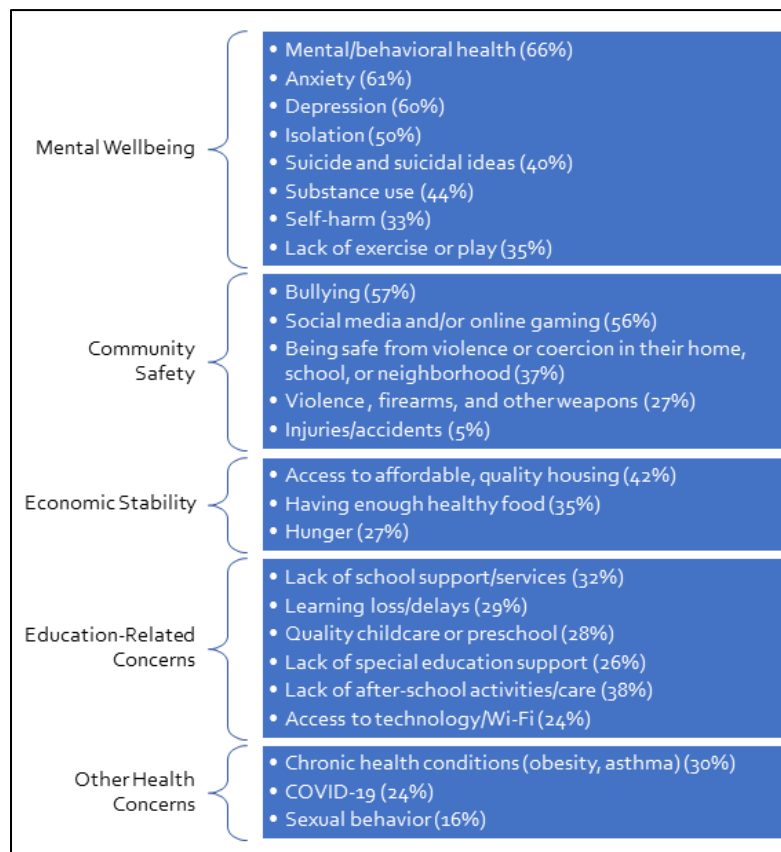 Mental Wellbeing
• Mental/behavioral health (66%)
• Anxiety (61%)
• Depression (60%)
• Isolation (50%)
• Suicide and suicidal ideas (40%)
• Substance use (44%)
• Self-harm (33%)
• Lack of exercise or play (35%)
Community
Safety
• Bullying (57%)
• Social media and/or online gaming (56%)
• Being safe from violence or coercion in their home,
school, or neighborhood (37%)
• Violence , firearms, and other weapons (27%)
• Injuries/accidents (5%)
Economic Stability
• Access to affordable, quality housing (42%)
• Having enough healthy food (35%)
• Hunger (27%)
Education-Related
Concerns
• Lack of school support/services (32%)
• Learning loss/delays (29%)
• Quality childcare or preschool (28%)
• Lack of special education support (26%)
• Lack of after-school activities/care (38%)
• Access to technology/Wi-Fi (24%)
Other Health
Concerns
• Chronic health conditions (obesity, asthma) (30%)
• COVID-19 (24%)
• Sexual behavior (16%)